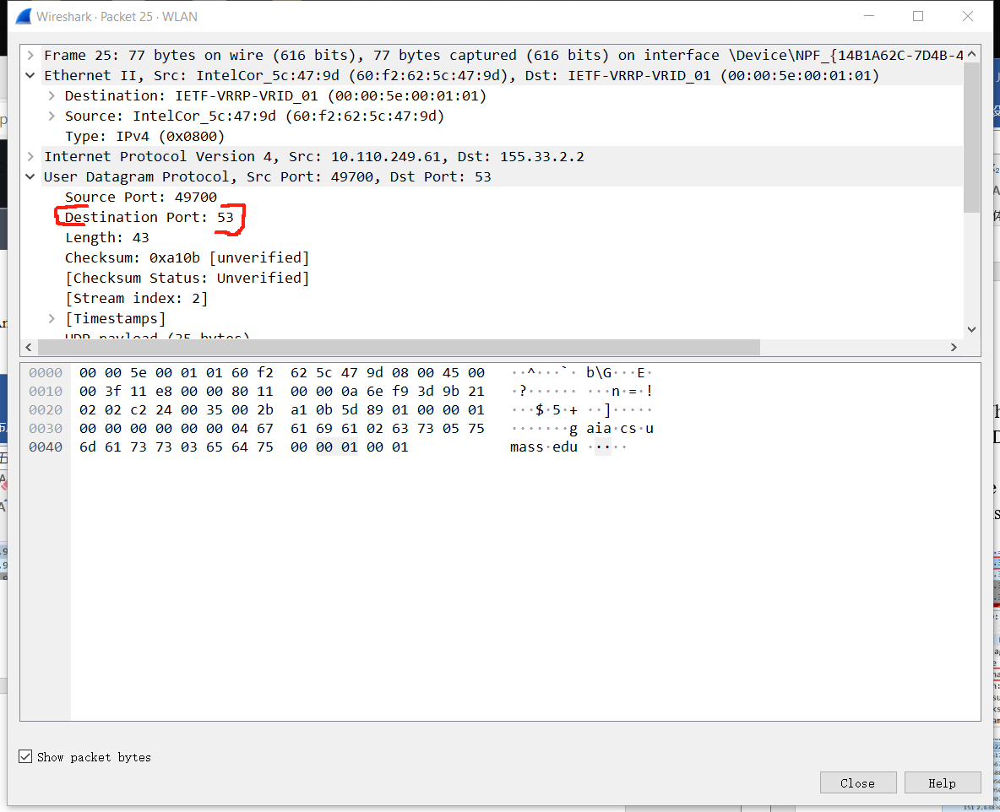 Wireshark · Packet 25 · WLAN
Frame 25: 77 bytes on wire (616 bits), 77 bytes captured (616 bits) on interface \Device\NPF_{14B1A62C-7D4B-4
Ethernet II, Src: IntelCor_5c:47:9d (60:f2:62:5c:47:9d), Dst: IETF-VRRP-VRID_01 (00:00:5e:00:01:01)
Destination: IETF-VRRP-VRID_01 (00:00:5e:00:01:01)
Source: IntelCor_5c:47:9d (60:f2:62:5c:47:9d)
Type: IPv4 (0x0800)
Internet Protocol Version 4, Src: 10.110.249.61, Dst: 155.33.2.2
User Datagram Protocol, Src Port: 49700, Dst Port: 53
Source Port: 49700
Destination Port: 53
Length: 43
Checksum: 0xa10b [unverified]
[Checksum Status: Unverified]
[Stream index: 2]
[Timestamps]
UDP payload (35 bytes)
0000 00 00 5e 00 01 01 60 f2 62 5c 47 9d 08 00 45 00 ··^···`· b\G···E·
0010 00 3f 11 e8 00 00 80 11 00 00 0a 6e f9 3d 9b 21 ·?······ ···n·=·!
0020 02 02 c2 24 00 35 00 2b a1 0b 5d 89 01 00 00 01 ···$·5·+ ··]·····
0030 00 00 00 00 00 00 04 67 61 69 61 02 63 73 05 75 ·······g aia·cs·u
0040 6d 61 73 73 03 65 64 75 00 00 01 00 01 mass·edu ·····
Show packet bytes
Close Help